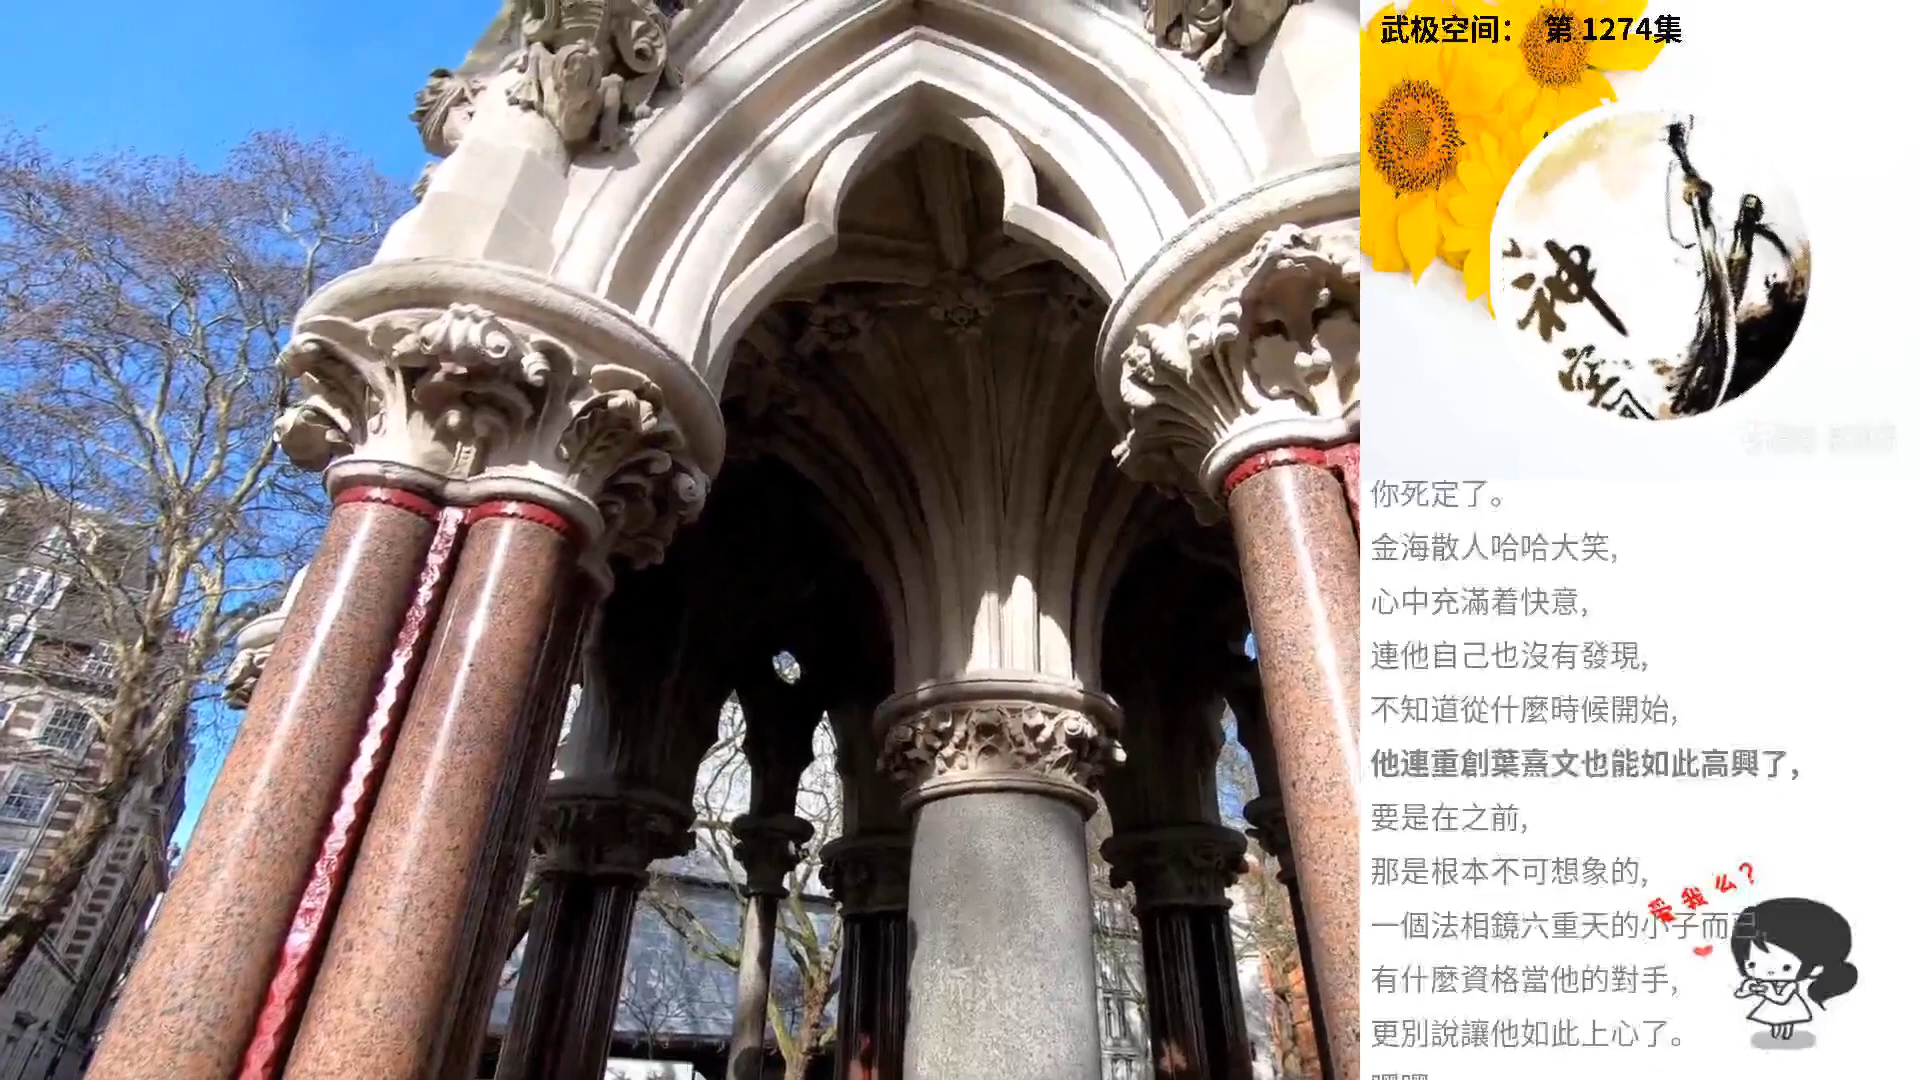 武极空间： 第 1274集
神
你死定了。
金海散人哈哈大笑,
心中充滿着快意,
連他自己也沒有發現,
不知道從什麼時候開始,
他連重創葉熹文也能如此高興了,
要是在之前,
那是根本不可想象的,
爱我么？
一個法相鏡六重天的小子而已,
有什麼資格當他的對手,
更別說讓他如此上心了。